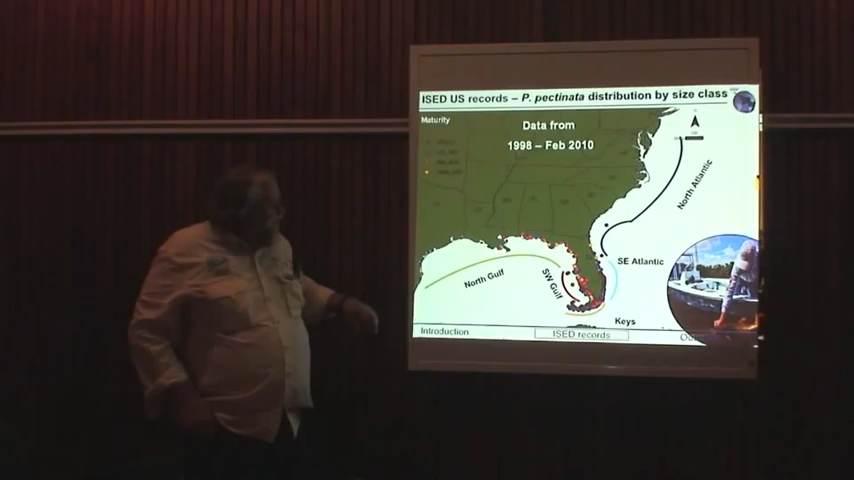 ISED US records – P. pectinata distribution by size class
Maturity
Data from
1998 – Feb 2010
North Atlantic
SE Atlantic
North Gulf
SW Gulf
Keys
Introduction
ISED records